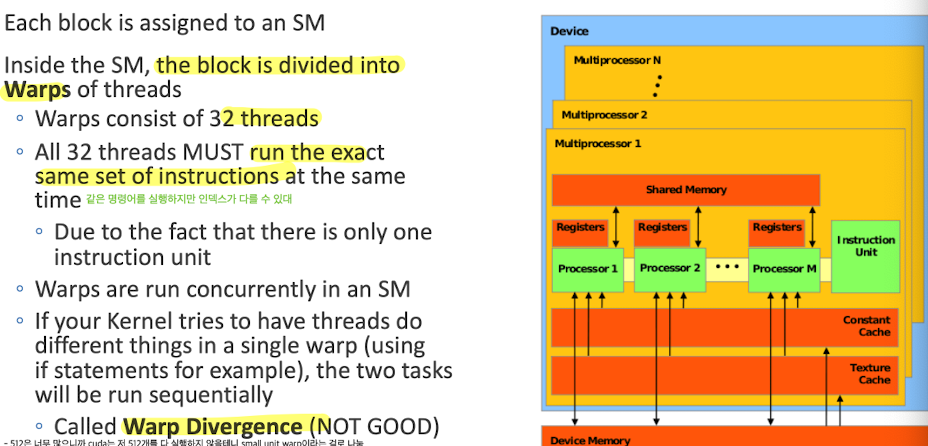 Each block is assigned to an SM
Inside the SM, the block is divided into
Warps of threads
◦ Warps consist of 32 threads
◦ All 32 threads MUST run the exact
same set of instructions at the same
time 같은 명령어를 실행하지만 인덱스가 다를 수 있대
◦ Due to the fact that there is only one
instruction unit
◦ Warps are run concurrently in an SM
◦ If your Kernel tries to have threads do
different things in a single warp (using
if statements for example), the two tasks
will be run sequentially
◦ Called Warp Divergence (NOT GOOD)
- 512은 너무 많으니까 cuda는 저 512개를 다 실행하지 않을테니 small unit warp이라는 걸로 나눔
Device
Multiprocessor N
Multiprocessor 2
Multiprocessor 1
Shared Memory
Registers
Registers
Registers
Processor 1
Processor 2
Processor M
Instruction
Unit
Constant
Cache
Texture
Cache
Device Memory